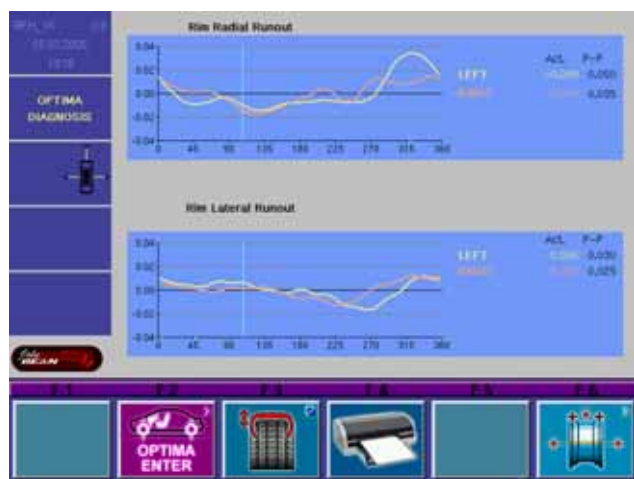 Rim Radial Runout
OPTIMA
DIAGNOSIS
0.04
0.02
0.00
-0.02
-0.04
0 45 90 135 180 225 270 315 360
Act. P-P
LEFT 0.050
0.035
Rim Lateral Runout
0.04
0.02
0.00
-0.02
-0.04
0 45 90 135 180 225 270 315 360
Act. P-P
LEFT 0.030
0.025
BEAN
F-1 F-2 F-3 F-4 F-5 F-6
OPTIMA
ENTER